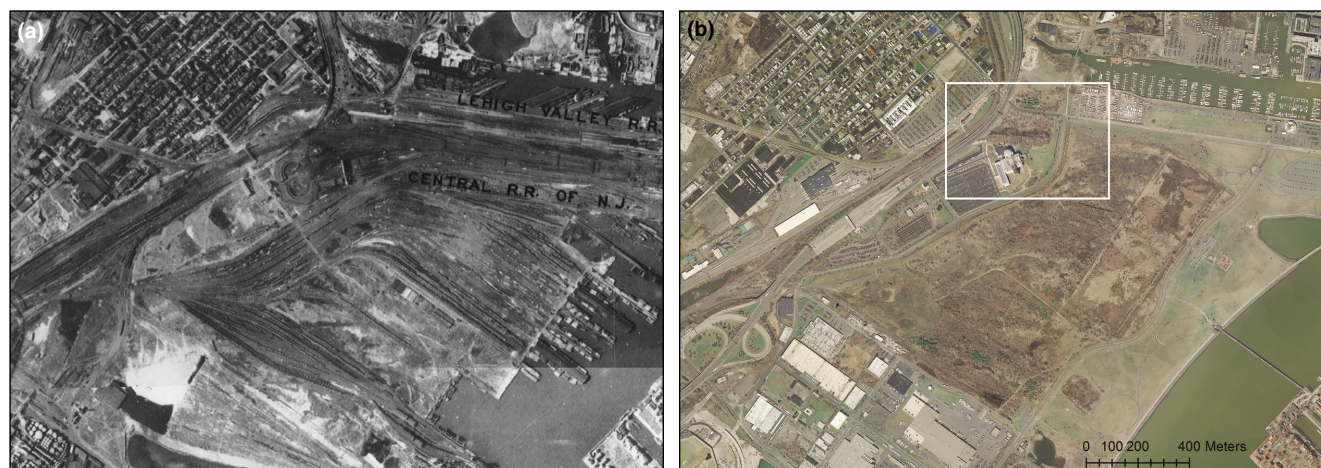 (a)
LEHIGH VALLEY R.R.
CENTRAL R.R. OF N.J.
(b)
0 100 200 400 Meters